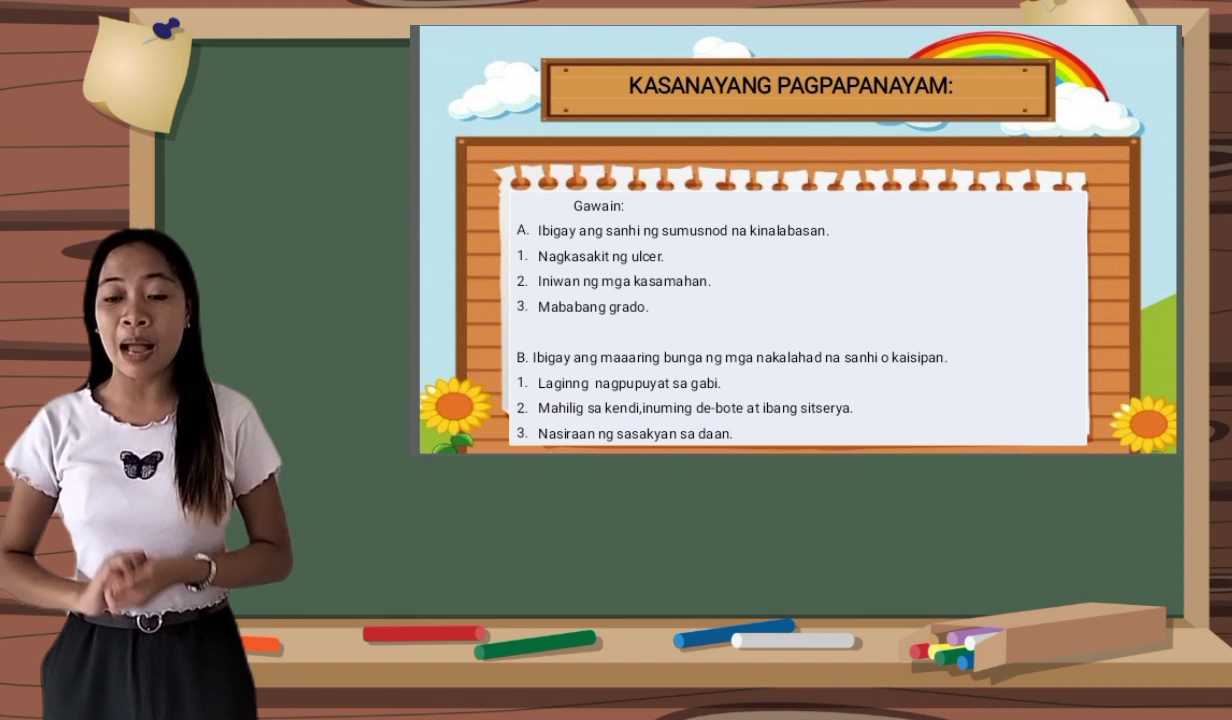 KASANAYANG PAGPAPANAYAM:
Gawain:
A. Ibigay ang sanhi ng sumusnod na kinalabasan.
1. Nagkasakit ng ulcer.
2. Iniwan ng mga kasamahan.
3. Mababang grado.
B. Ibigay ang maaaring bunga ng mga nakalahad na sanhi o kaisipan.
1. Laginng nagpupuyat sa gabi.
2. Mahilig sa kendi,inuming de-bote at ibang sitserya.
3. Nasiraan ng sasakyan sa daan.